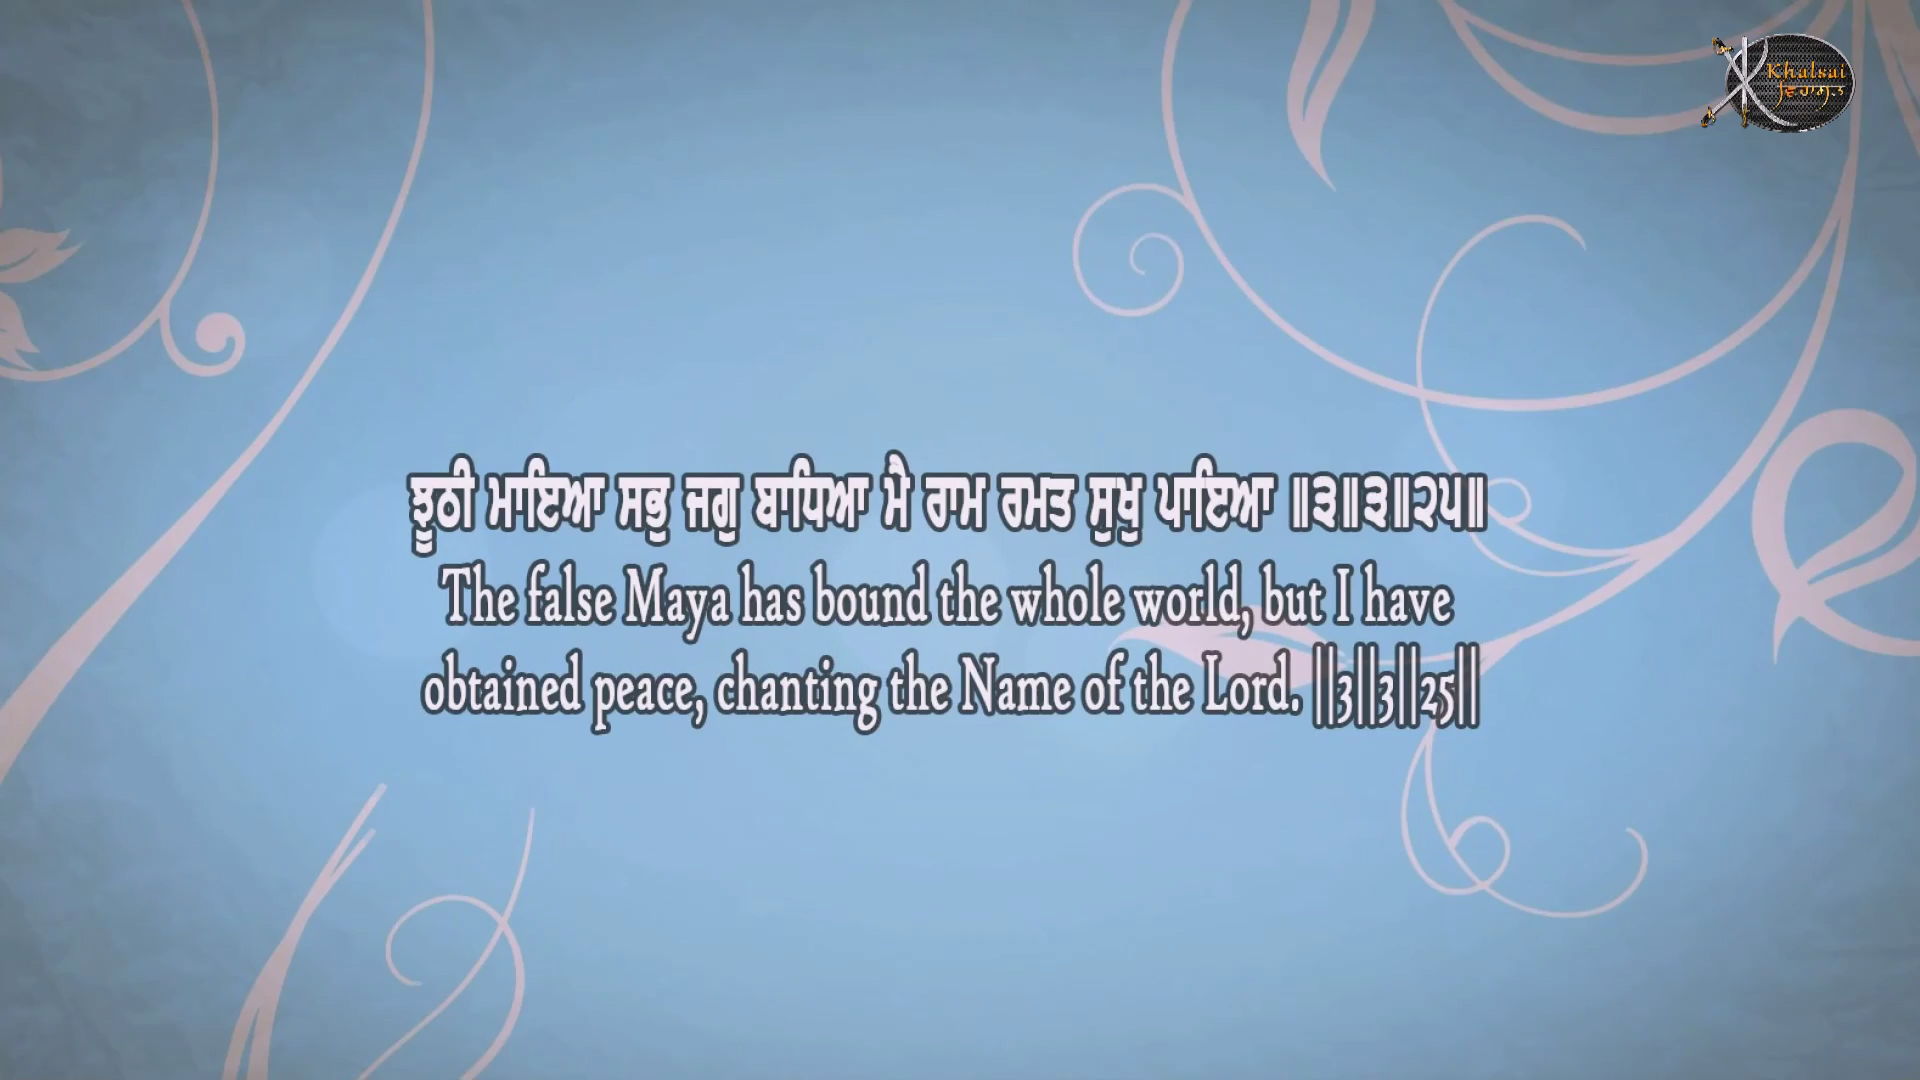 Khalsai
ਵਿਰਾਸਤ
ਝੂਠੀ ਮਾਇਆ ਸਭੁ ਜਗੁ ਬਾਧਿਆ ਮੈ ਰਾਮ ਰਮਤ ਸੁਖੁ ਪਾਇਆ ॥੩॥੩॥੨੫॥
The false Maya has bound the whole world, but I have
obtained peace, chanting the Name of the Lord. ||3||3||25||